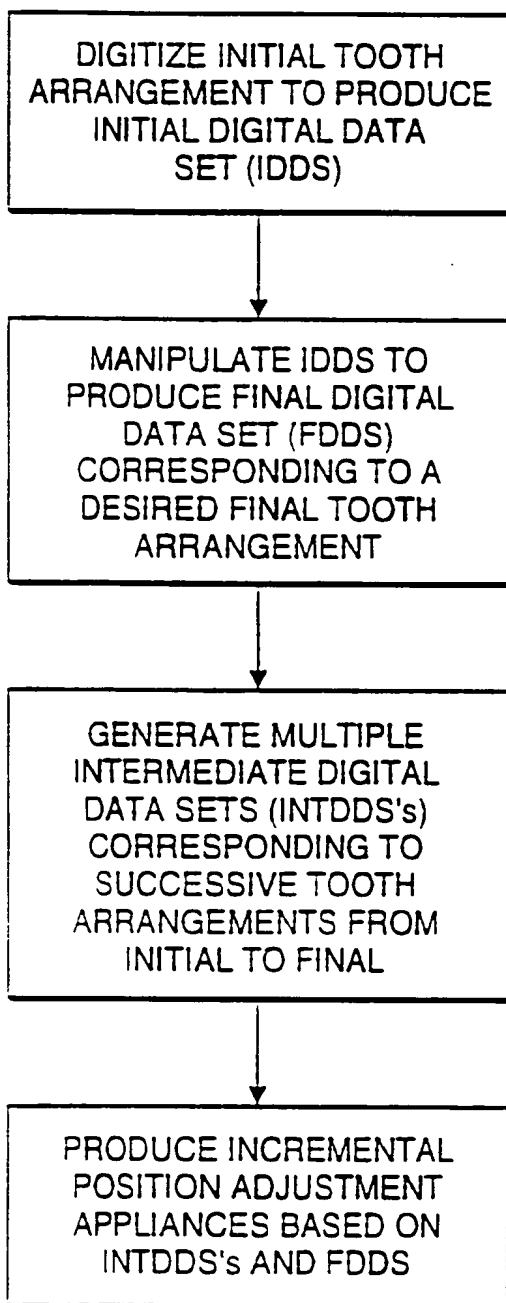 DIGITIZE INITIAL TOOTH
ARRANGEMENT TO PRODUCE
INITIAL DIGITAL DATA
SET (IDDS)
MANIPULATE IDDS TO
PRODUCE FINAL DIGITAL
DATA SET (FDDS)
CORRESPONDING TO A
DESIRED FINAL TOOTH
ARRANGEMENT
GENERATE MULTIPLE
INTERMEDIATE DIGITAL
DATA SETS (INTDDS's)
CORRESPONDING TO
SUCCESSIVE TOOTH
ARRANGEMENTS FROM
INITIAL TO FINAL
PRODUCE INCREMENTAL
POSITION ADJUSTMENT
APPLIANCES BASED ON
INTDDS's AND FDDS